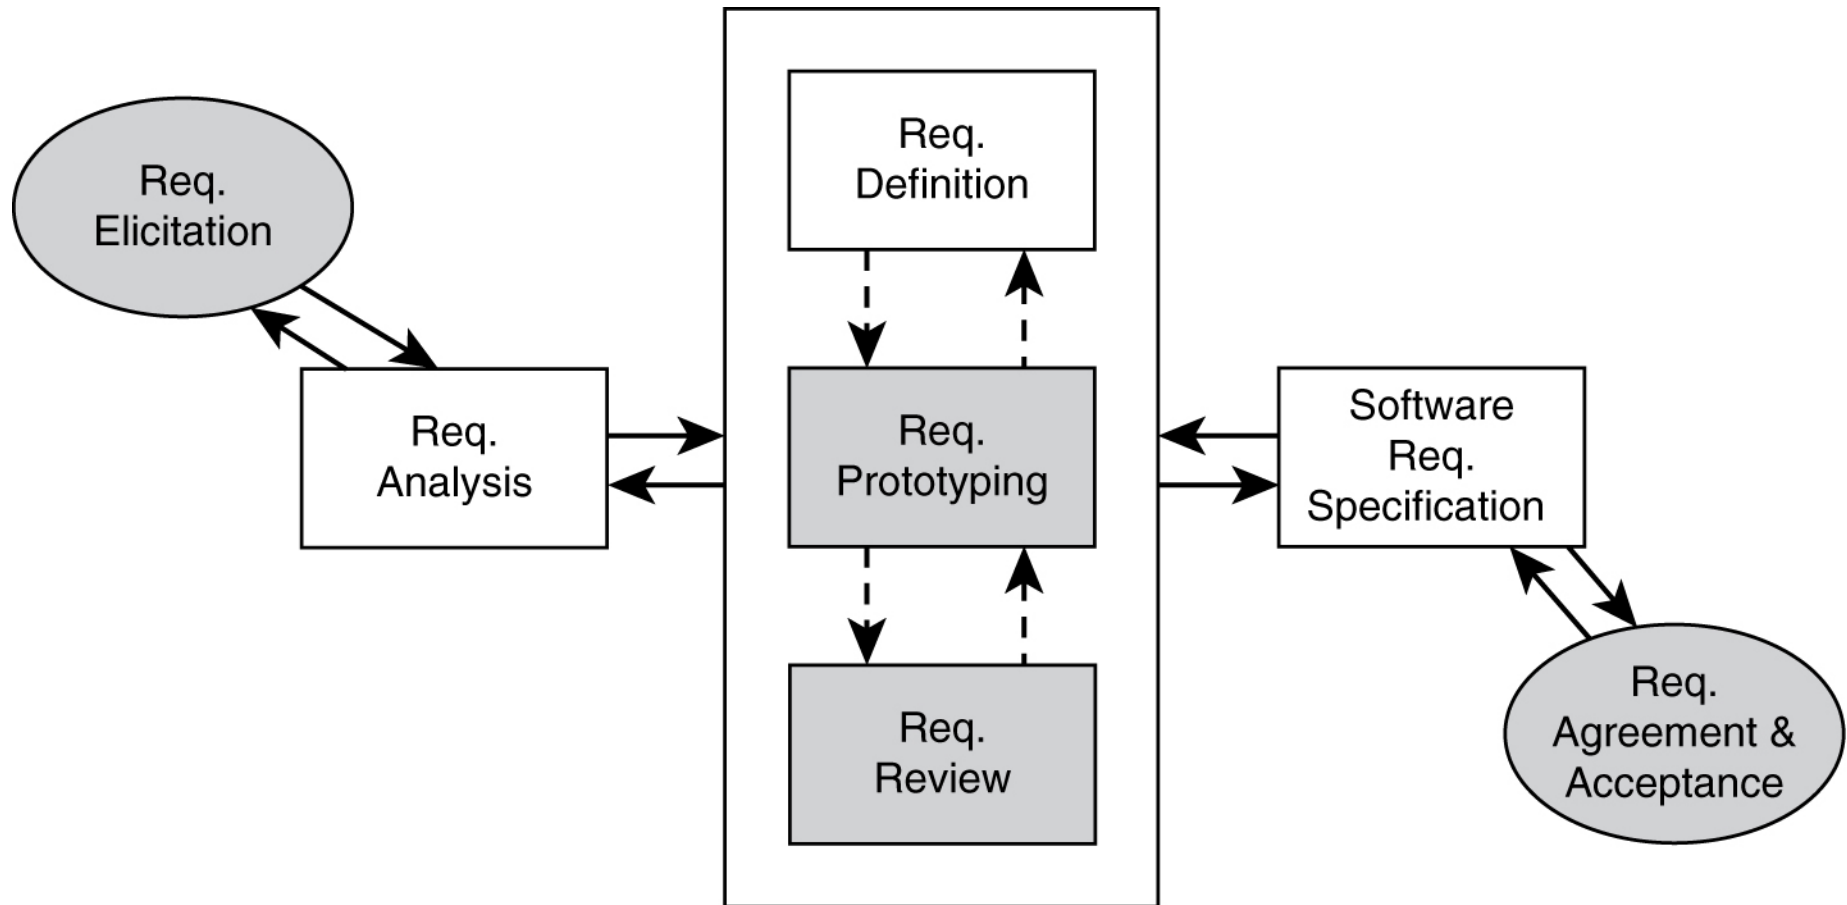 Req.
Elicitation
Req.
Analysis
Req.
Definition
Req.
Prototyping
Req.
Review
Software
Req.
Specification
Req.
Agreement &
Acceptance